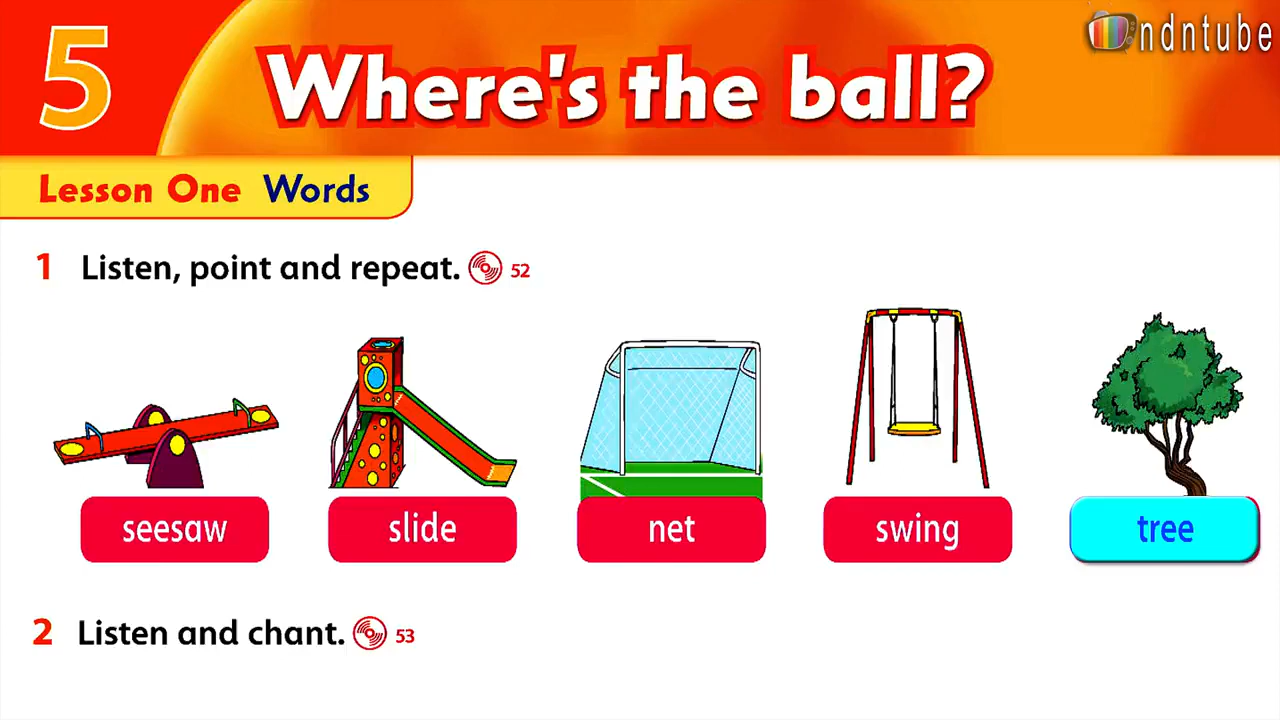 5
Where's the ball?
ndntube
Lesson One Words
1 Listen, point and repeat. 52
seesaw
slide
net
swing
tree
2 Listen and chant. 53